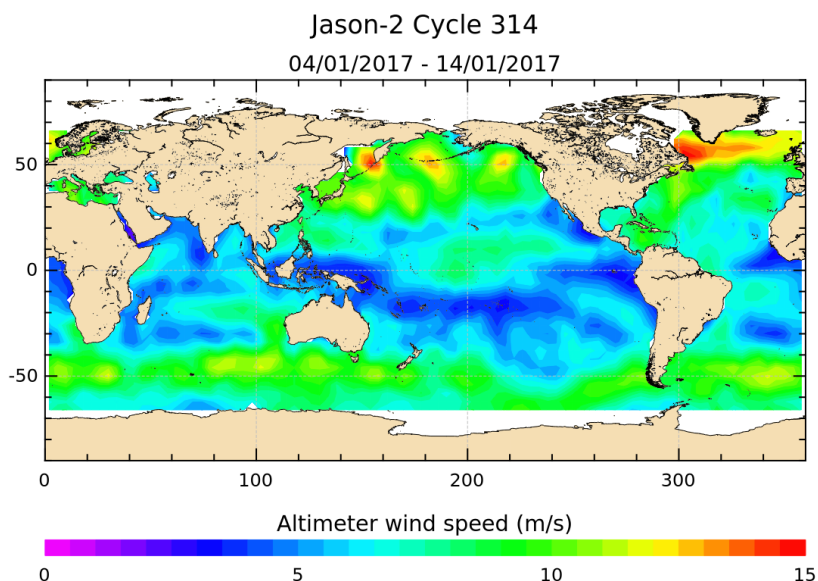 Jason-2 Cycle 314
04/01/2017 - 14/01/2017
50
0
-50
0 100 200 300
Altimeter wind speed (m/s)
0 5 10 15